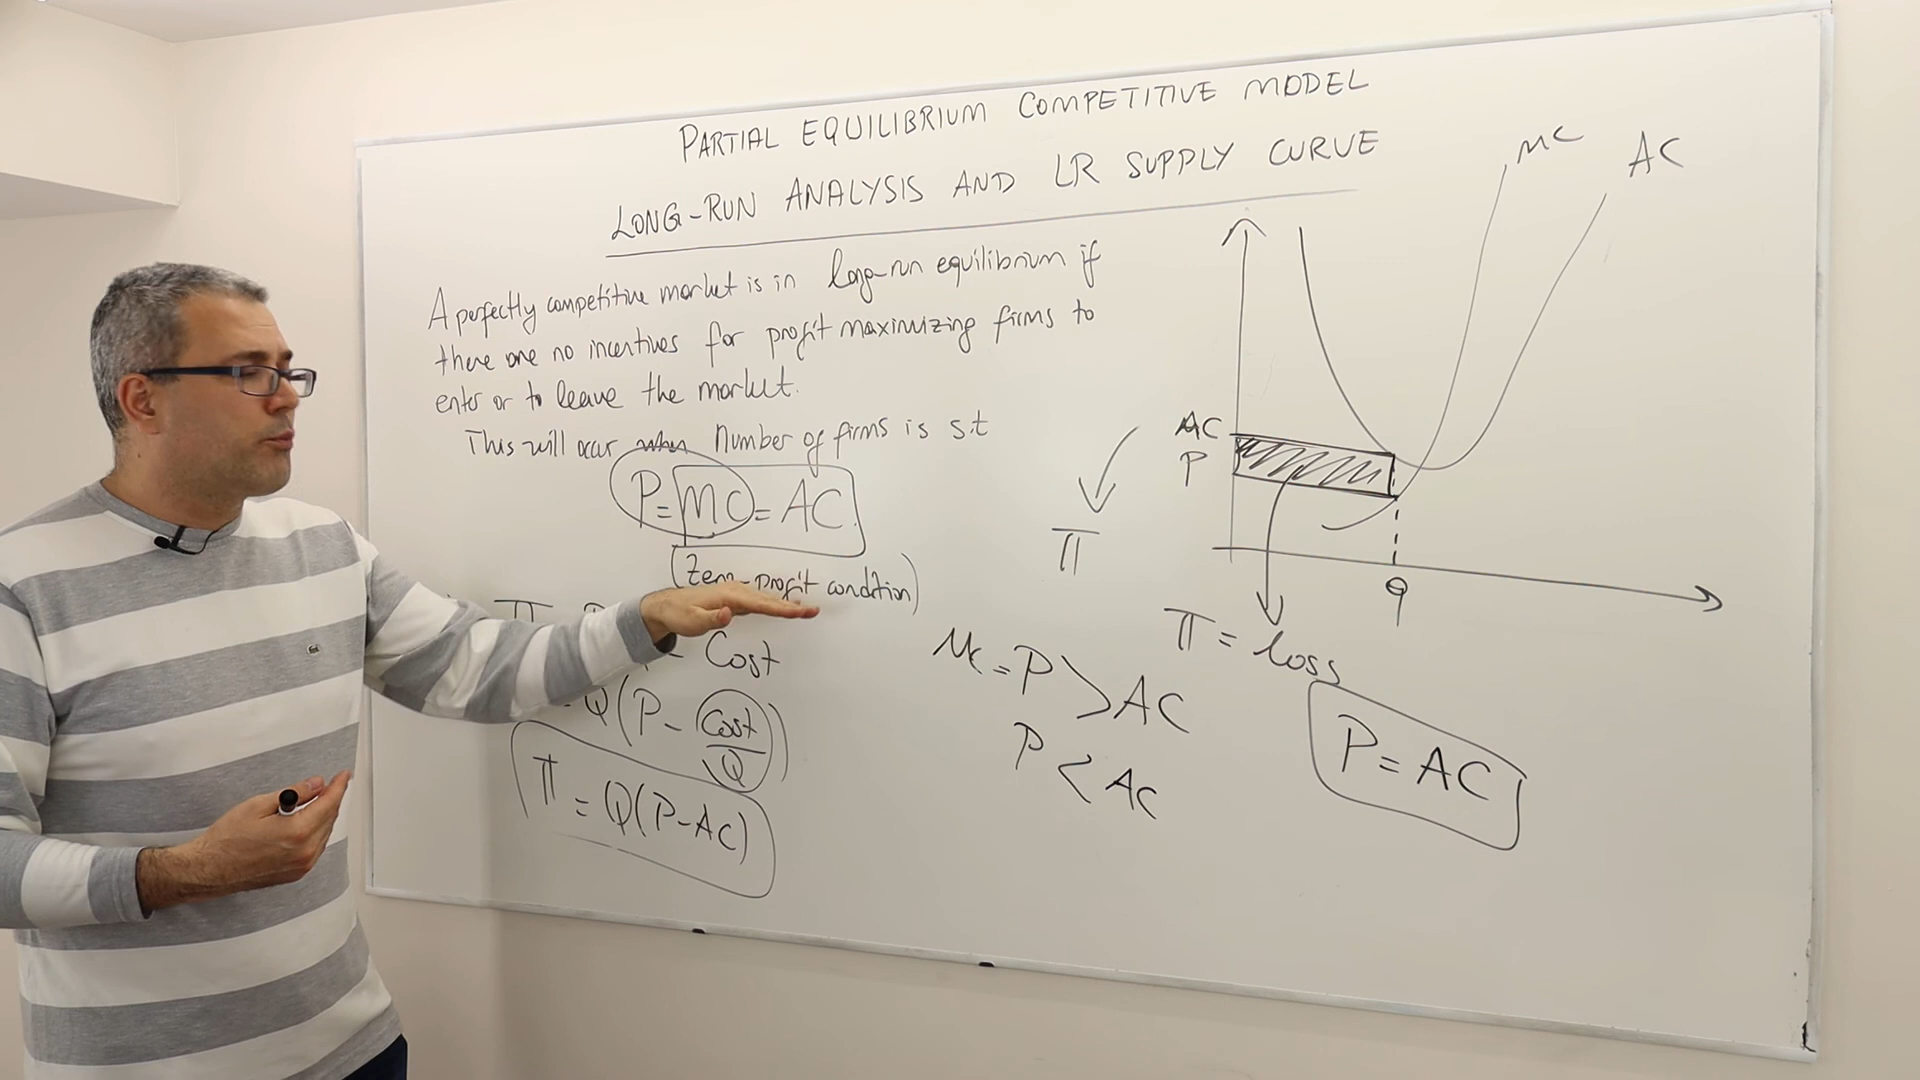 PARTIAL EQUILIBRIUM COMPETITIVE MODEL
LONG-RUN ANALYSIS AND LR SUPPLY CURVE
A perfectly competitive market is in long-run equilibrium if
there are no incentives for profit maximizing firms to
enter or to leave the market.
This will occur when number of firms is s.t
P = MC = AC
(Zero-profit condition)
π
- Cost
Q(P - Cost/Q)
π = Q(P-AC)
MC
AC
AC
P
q
π
π = loss
MC = P > AC
P < AC
P = AC